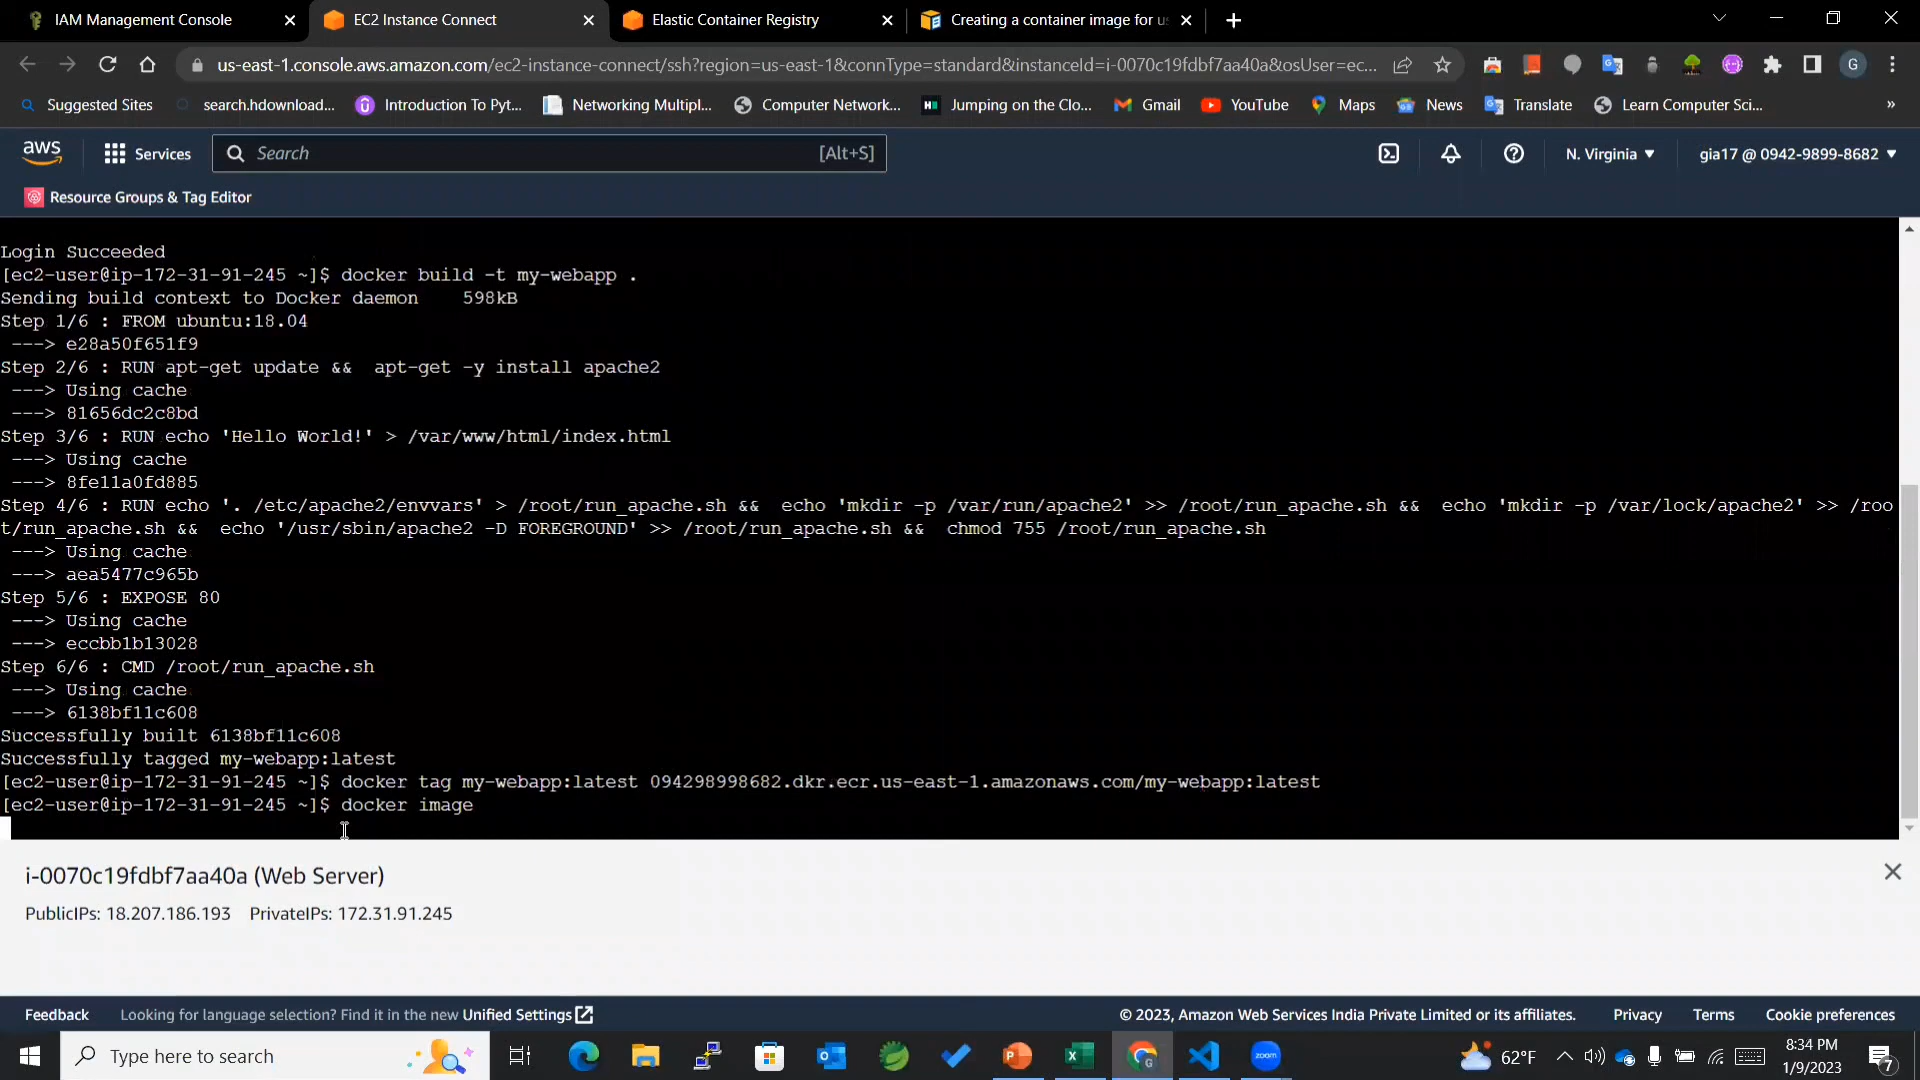 IAM Management Console
EC2 Instance Connect
Elastic Container Registry
Creating a container image for us
us-east-1.console.aws.amazon.com/ec2-instance-connect/ssh?region=us-east-1&connType=standard&instanceId=i-0070c19fdbf7aa40a&osUser=ec...
G
Suggested Sites
search.hdownload...
Introduction To Pyt...
Networking Multipl...
Computer Network...
Jumping on the Clo...
Gmail
YouTube
Maps
News
Translate
Learn Computer Sci...
»
aws
Services
Search
[Alt+S]
N. Virginia
gia17 @ 0942-9899-8682
Resource Groups & Tag Editor
Login Succeeded
[ec2-user@ip-172-31-91-245 ~]$ docker build -t my-webapp .
Sending build context to Docker daemon    598kB
Step 1/6 : FROM ubuntu:18.04
---> e28a50f651f9
Step 2/6 : RUN apt-get update &&  apt-get -y install apache2
---> Using cache
---> 81656dc2c8bd
Step 3/6 : RUN echo 'Hello World!' > /var/www/html/index.html
---> Using cache
---> 8fe11a0fd885
Step 4/6 : RUN echo '. /etc/apache2/envvars' > /root/run_apache.sh &&  echo 'mkdir -p /var/run/apache2' >> /root/run_apache.sh &&  echo 'mkdir -p /var/lock/apache2' >> /roo
t/run_apache.sh &&  echo '/usr/sbin/apache2 -D FOREGROUND' >> /root/run_apache.sh &&  chmod 755 /root/run_apache.sh
---> Using cache
---> aea5477c965b
Step 5/6 : EXPOSE 80
---> Using cache
---> eccbb1b13028
Step 6/6 : CMD /root/run_apache.sh
---> Using cache
---> 6138bf11c608
Successfully built 6138bf11c608
Successfully tagged my-webapp:latest
[ec2-user@ip-172-31-91-245 ~]$ docker tag my-webapp:latest 094298998682.dkr.ecr.us-east-1.amazonaws.com/my-webapp:latest
[ec2-user@ip-172-31-91-245 ~]$ docker image
i-0070c19fdbf7aa40a (Web Server)
PublicIPs: 18.207.186.193    PrivateIPs: 172.31.91.245
Feedback
Looking for language selection? Find it in the new Unified Settings
© 2023, Amazon Web Services India Private Limited or its affiliates.
Privacy
Terms
Cookie preferences
Type here to search
zoom
62°F
8:34 PM
1/9/2023
7